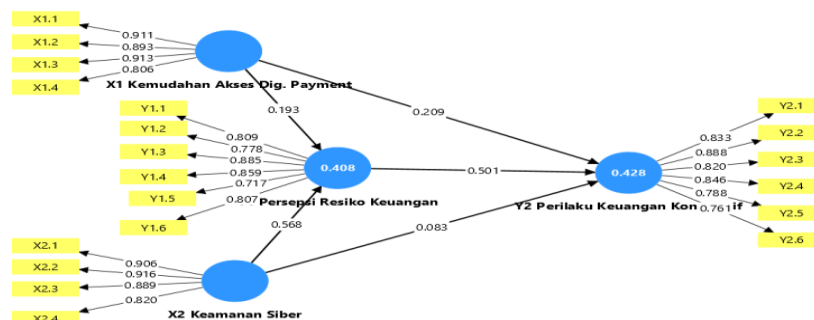 X1.1
X1.2
X1.3
X1.4
0.911
0.893
0.913
0.806
X1 Kemudahan Akses Dig. Payment
0.193
0.209
Y1.1
Y1.2
Y1.3
Y1.4
Y1.5
Y1.6
0.809
0.778
0.885
0.859
0.717
0.807
0.408
Persepsi Resiko Keuangan
0.501
0.428
Y2 Perilaku Keuangan Kon if
0.833
0.888
0.820
0.846
0.788
0.761
Y2.1
Y2.2
Y2.3
Y2.4
Y2.5
Y2.6
0.568
0.083
X2.1
X2.2
X2.3
X2.4
0.906
0.916
0.889
0.820
X2 Keamanan Siber